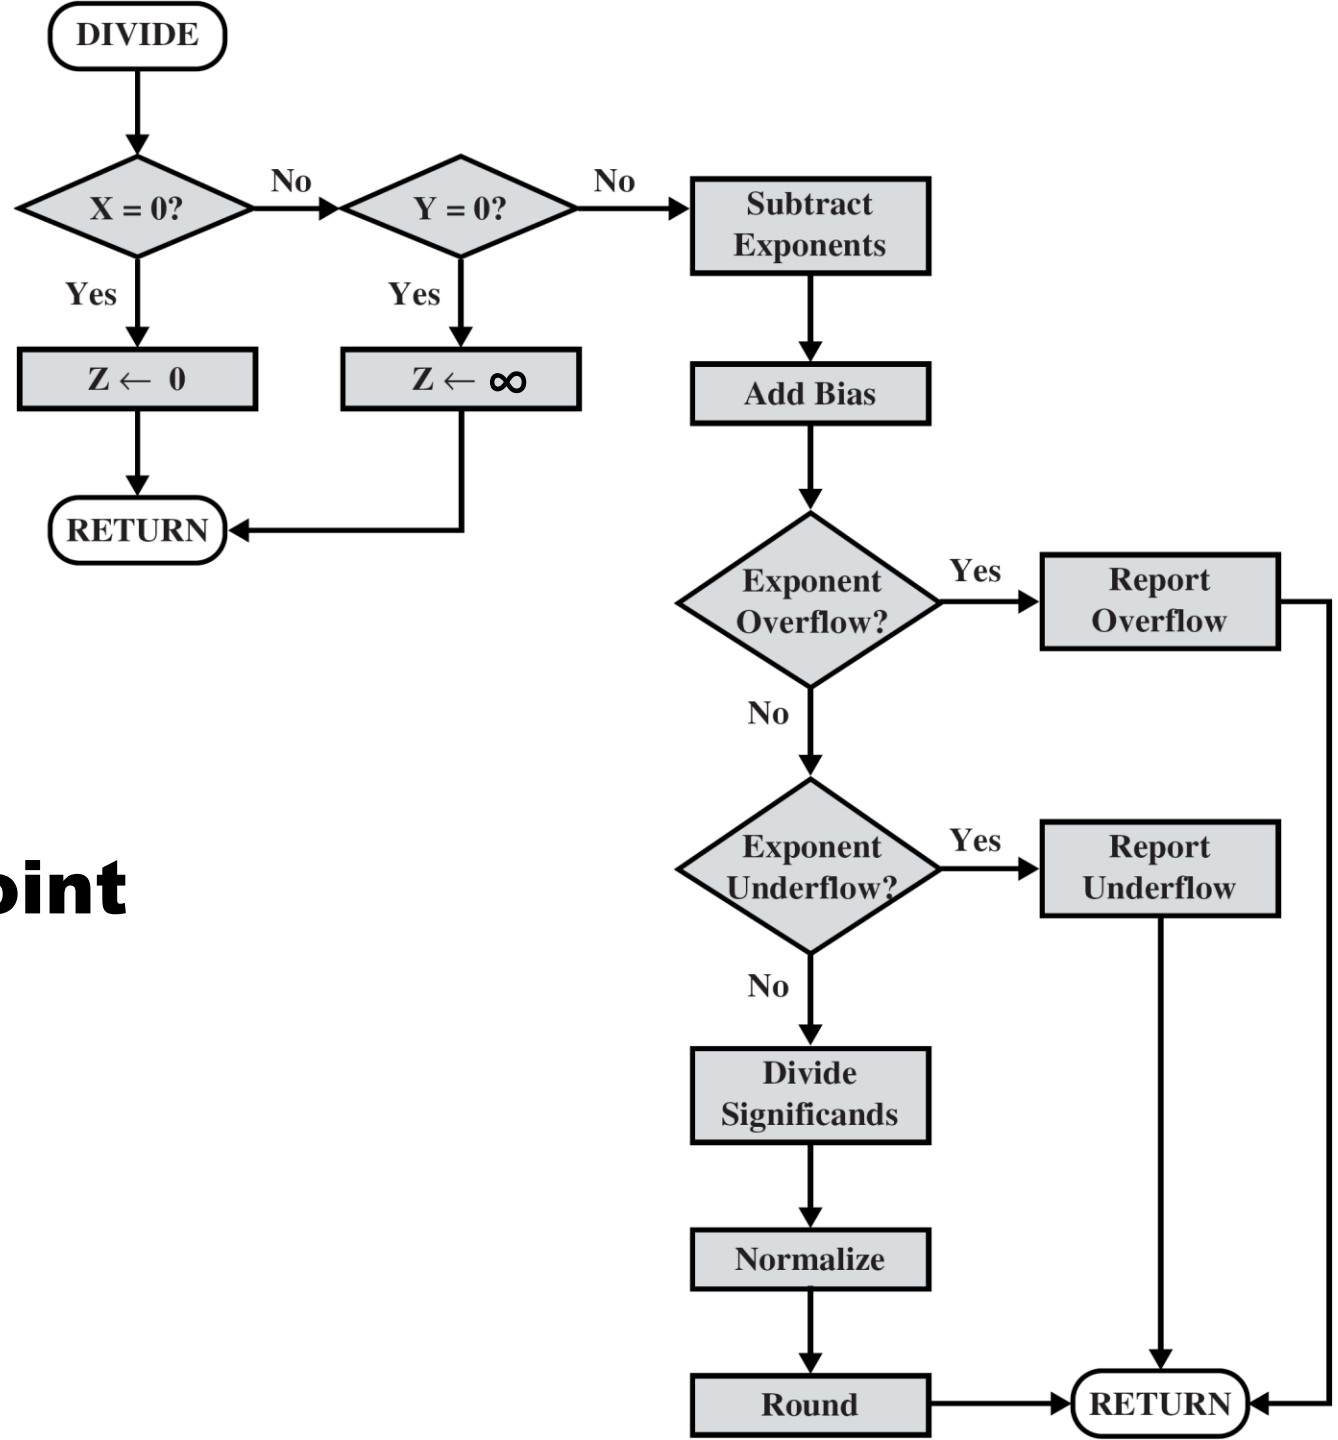 DIVIDE
X = 0?
No
Y = 0?
No
Subtract
Exponents
Yes
Yes
Z ← 0
Z ← ∞
Add Bias
RETURN
Exponent
Overflow?
Yes
Report
Overflow
No
Exponent
Underflow?
Yes
Report
Underflow
oint
No
Divide
Significands
Normalize
Round
RETURN